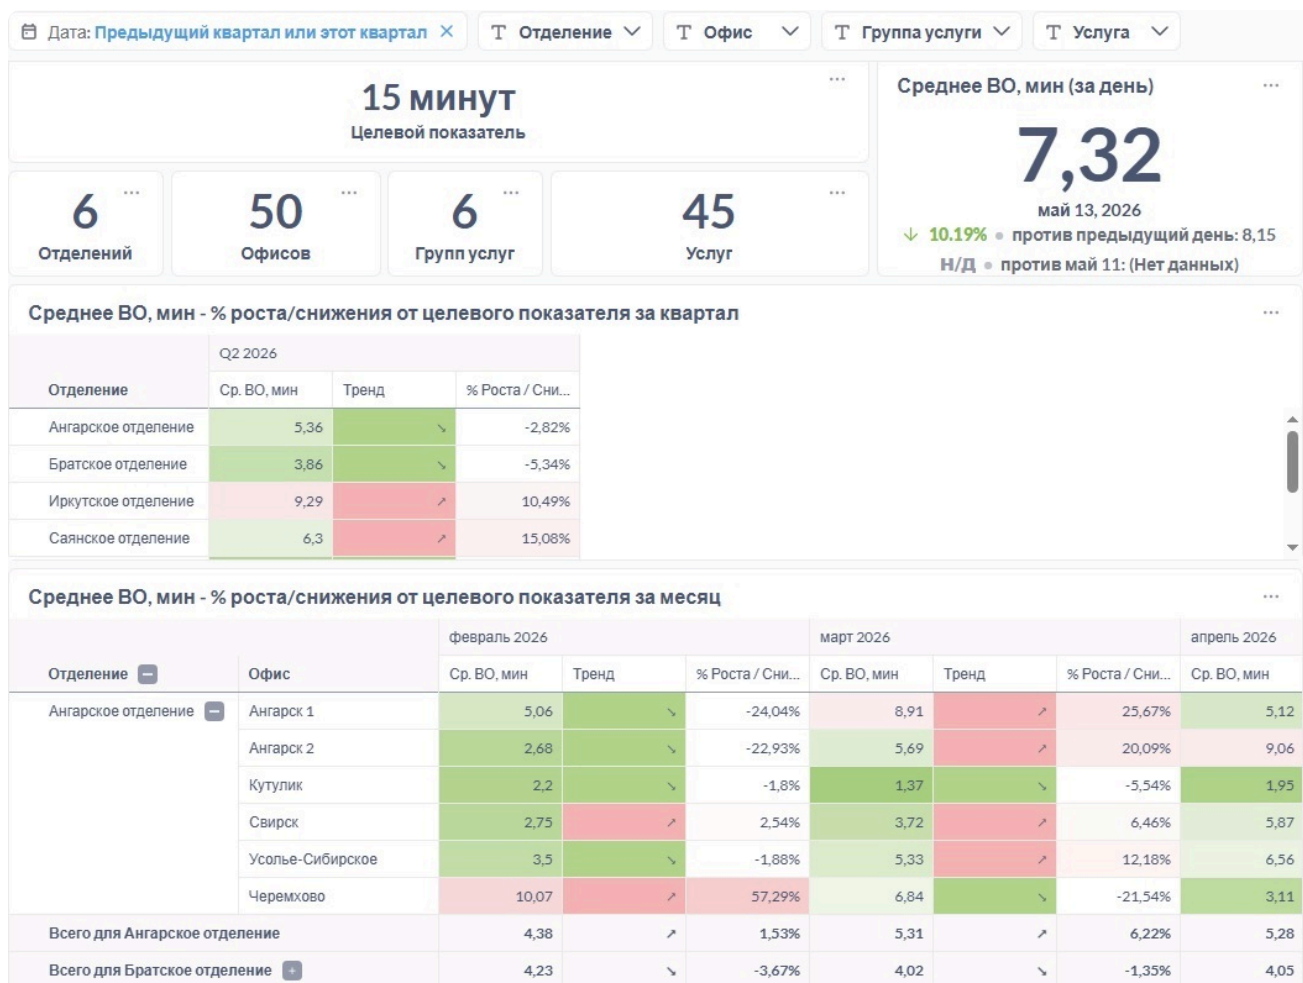 Дата: Предыдущий квартал или этот квартал
Отделение
Офис
Группа услуги
Услуга
15 минут
Целевой показатель
6
Отделений
50
Офисов
6
Групп услуг
45
Услуг
Среднее ВО, мин (за день)
7,32
май 13, 2026
↓ 10.19% • против предыдущий день: 8,15
Н/Д • против май 11: (Нет данных)
Среднее ВО, мин - % роста/снижения от целевого показателя за квартал
Q2 2026
Отделение Ср. ВО, мин Тренд % Роста / Сни...
Ангарское отделение 5,36 ↘ -2,82%
Братское отделение 3,86 ↘ -5,34%
Иркутское отделение 9,29 ↗ 10,49%
Саянское отделение 6,3 ↗ 15,08%
Среднее ВО, мин - % роста/снижения от целевого показателя за месяц
февраль 2026 март 2026 апрель 2026
Отделение Офис Ср. ВО, мин Тренд % Роста / Сни... Ср. ВО, мин Тренд % Роста / Сни... Ср. ВО, мин
Ангарское отделение Ангарск 1 5,06 ↘ -24,04% 8,91 ↗ 25,67% 5,12
Ангарск 2 2,68 ↘ -22,93% 5,69 ↗ 20,09% 9,06
Кутулик 2,2 ↘ -1,8% 1,37 ↘ -5,54% 1,95
Свирск 2,75 ↗ 2,54% 3,72 ↗ 6,46% 5,87
Усолье-Сибирское 3,5 ↘ -1,88% 5,33 ↗ 12,18% 6,56
Черемхово 10,07 ↗ 57,29% 6,84 ↘ -21,54% 3,11
Всего для Ангарское отделение 4,38 ↗ 1,53% 5,31 ↗ 6,22% 5,28
Всего для Братское отделение 4,23 ↘ -3,67% 4,02 ↘ -1,35% 4,05